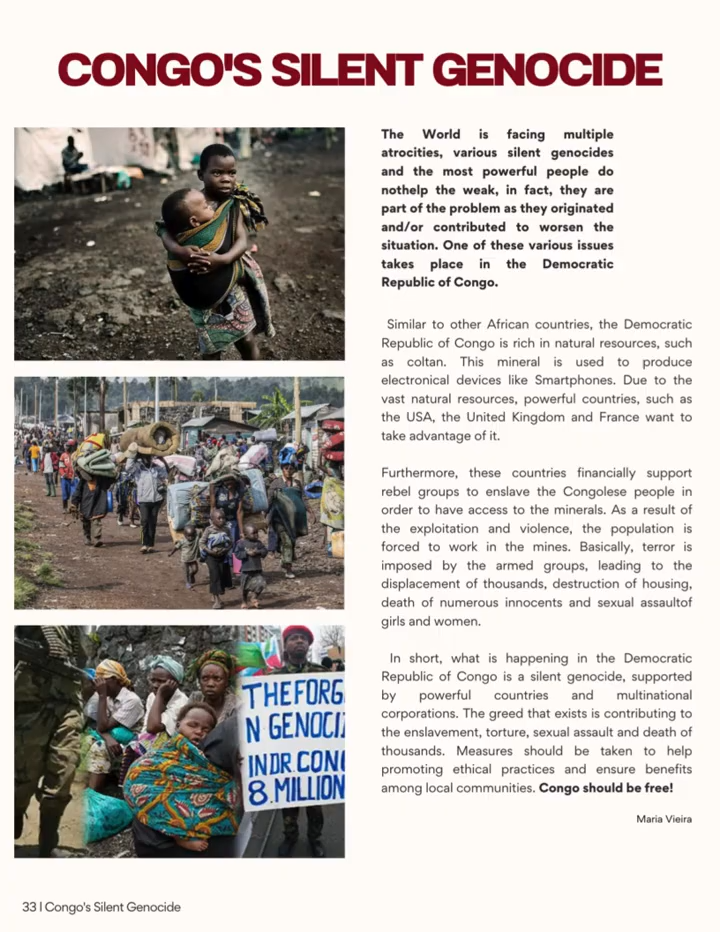 CONGO'S SILENT GENOCIDE
The World is facing multiple
atrocities, various silent genocides
and the most powerful people do
nothelp the weak, in fact, they are
part of the problem as they originated
and/or contributed to worsen the
situation. One of these various issues
takes place in the Democratic
Republic of Congo.
Similar to other African countries, the Democratic
Republic of Congo is rich in natural resources, such
as coltan. This mineral is used to produce
electronical devices like Smartphones. Due to the
vast natural resources, powerful countries, such as
the USA, the United Kingdom and France want to
take advantage of it.
Furthermore, these countries financially support
rebel groups to enslave the Congolese people in
order to have access to the minerals. As a result of
the exploitation and violence, the population is
forced to work in the mines. Basically, terror is
imposed by the armed groups, leading to the
displacement of thousands, destruction of housing,
death of numerous innocents and sexual assaultof
girls and women.
In short, what is happening in the Democratic
Republic of Congo is a silent genocide, supported
by powerful countries and multinational
corporations. The greed that exists is contributing to
the enslavement, torture, sexual assault and death of
thousands. Measures should be taken to help
promoting ethical practices and ensure benefits
among local communities. Congo should be free!
Maria Vieira
THEFORG
N GENOCI
INDR.CONG
8.MILLION
33 | Congo's Silent Genocide